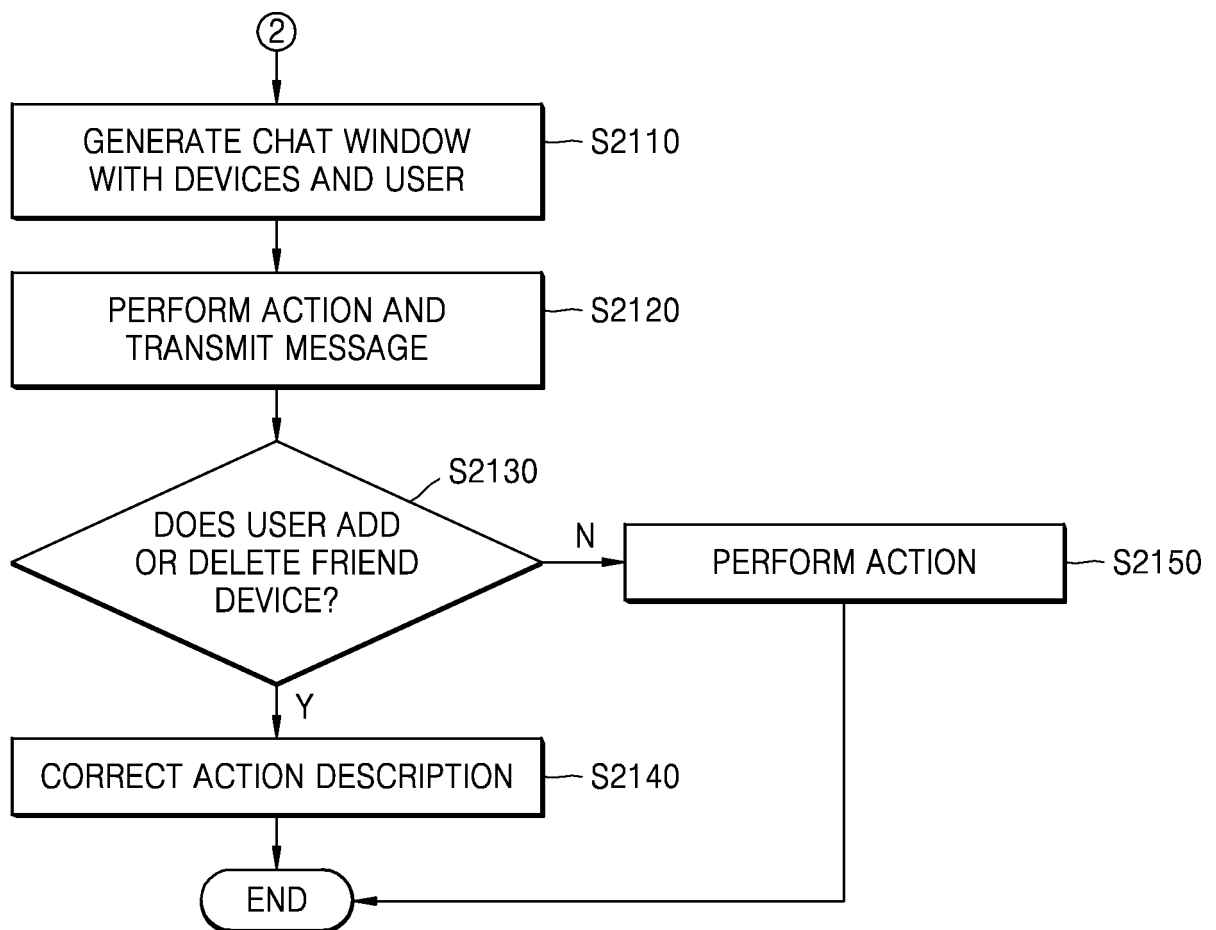 2
GENERATE CHAT WINDOW
WITH DEVICES AND USER
S2110
PERFORM ACTION AND
TRANSMIT MESSAGE
S2120
S2130
DOES USER ADD
OR DELETE FRIEND
DEVICE?
N
PERFORM ACTION
S2150
Y
CORRECT ACTION DESCRIPTION
S2140
END